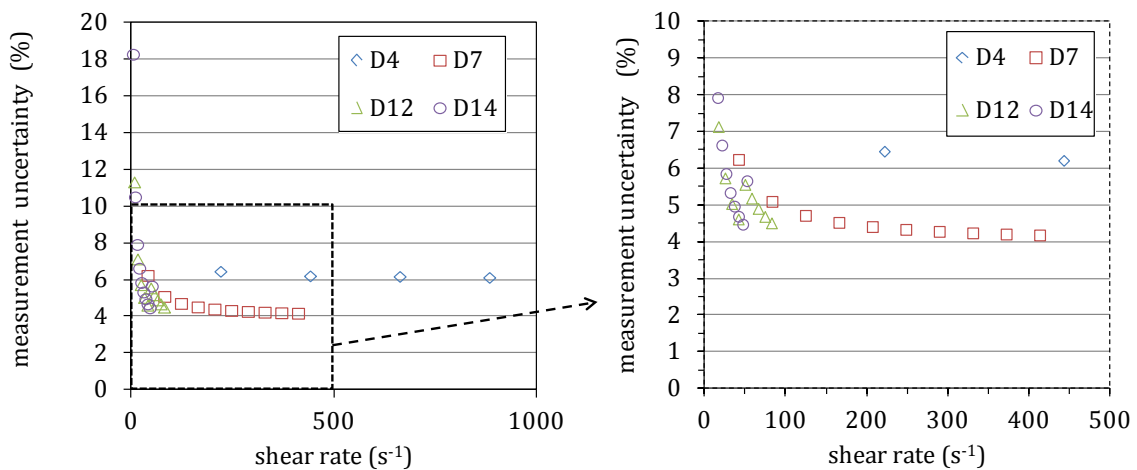 measurement uncertainty (%)
20
18
16
14
12
10
8
6
4
2
0
D4 D7
D12 D14
0 500 1000
shear rate (s⁻¹)
measurement uncertainty (%)
10
9
8
7
6
5
4
3
2
1
0
D4 D7
D12 D14
0 100 200 300 400 500
shear rate (s⁻¹)